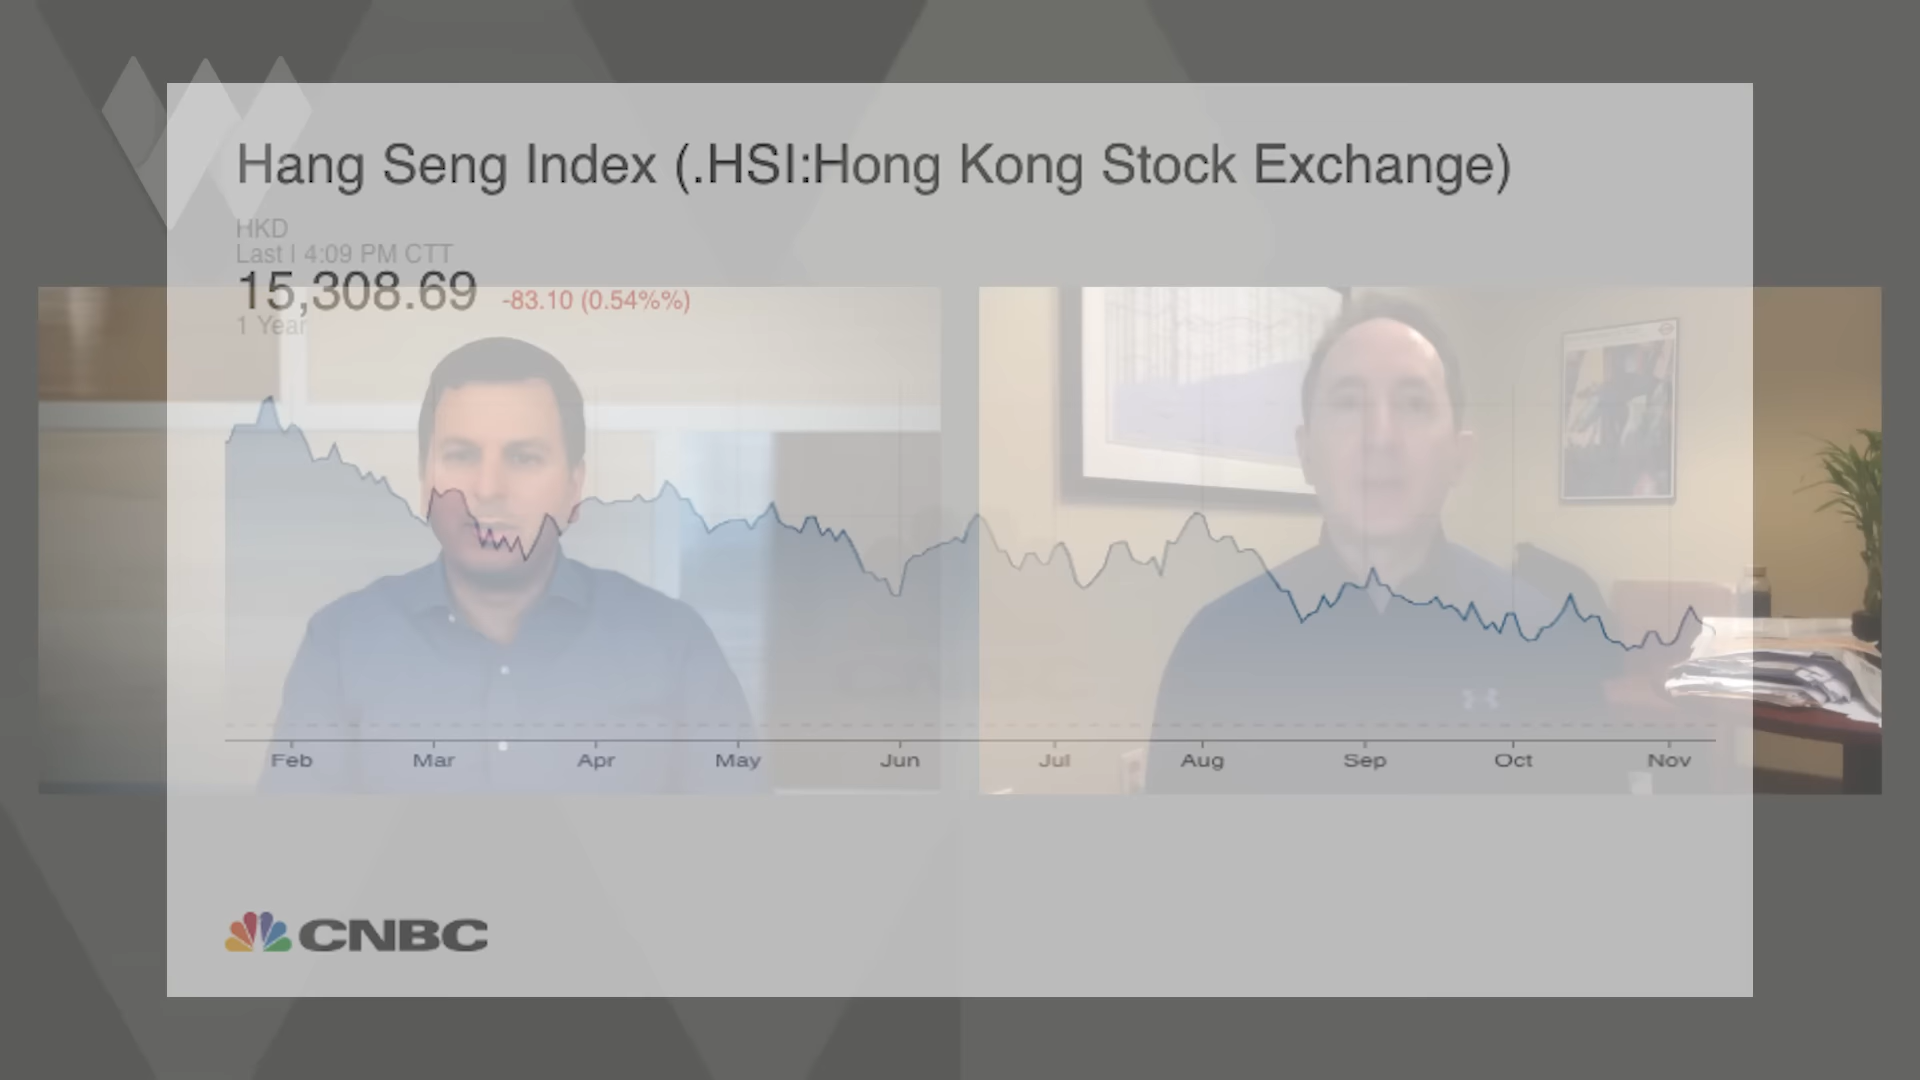 Hang Seng Index (.HSI:Hong Kong Stock Exchange)
HKD
Last | 4:09 PM CTT
15,308.69 -83.10 (0.54%%)
1 Year
Feb Mar Apr May Jun Jul Aug Sep Oct Nov
CNBC